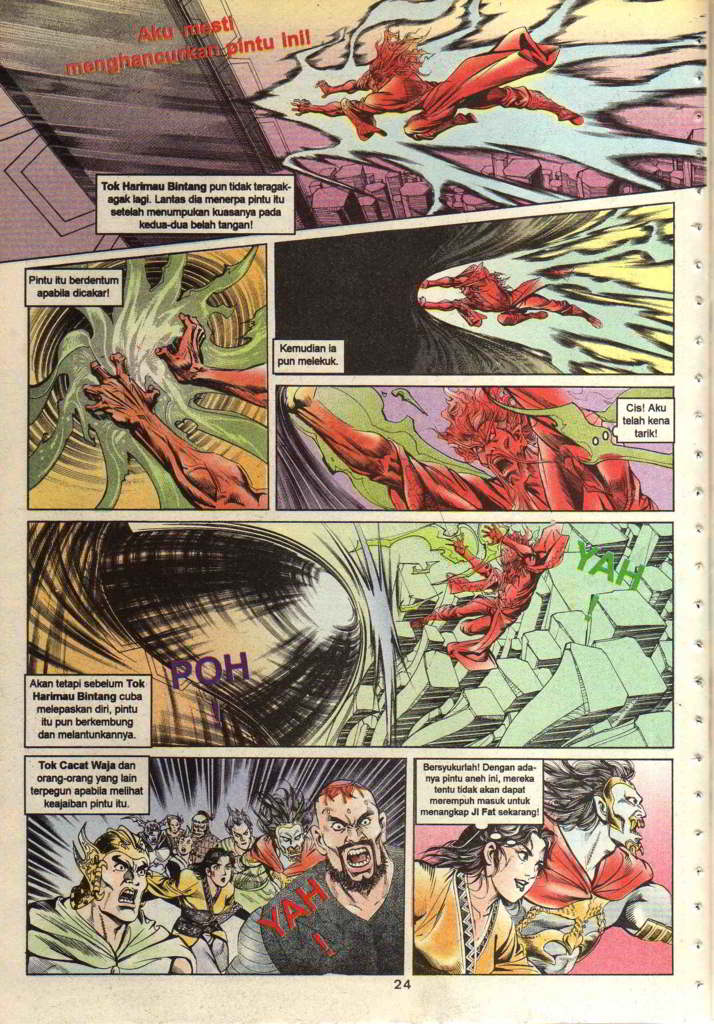 Aku mesti
menghancurkan pintu ini!
Tok Harimau Bintang pun tidak teragak-
agak lagi. Lantas dia menerpa pintu itu
setelah menumpukan kuasanya pada
kedua-dua belah tangan!
Pintu itu berdentum
apabila dicakar!
Kemudian ia
pun melekuk.
Cis! Aku
telah kena
tarik!
YAH
!
POH
!
Akan tetapi sebelum Tok
Harimau Bintang cuba
melepaskan diri, pintu
itu pun berkembung
dan melantunkannya.
Tok Cacat Waja dan
orang-orang yang lain
terpegun apabila melihat
keajaiban pintu itu.
YAH
!
Bersyukurlah! Dengan ada-
nya pintu aneh ini, mereka
tentu tidak akan dapat
merempuh masuk untuk
menangkap Ji Fat sekarang!
24